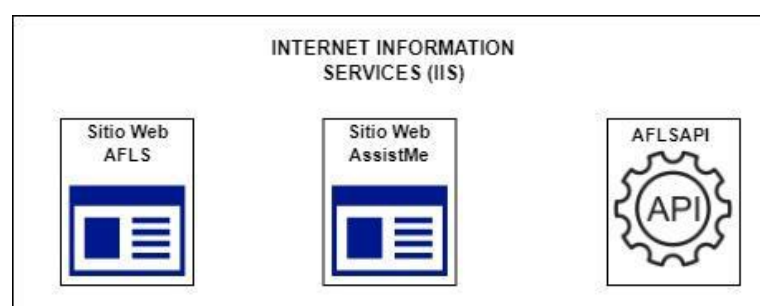 INTERNET INFORMATION
SERVICES (IIS)
Sitio Web
AFLS
Sitio Web
AssistMe
AFLSAPI
API